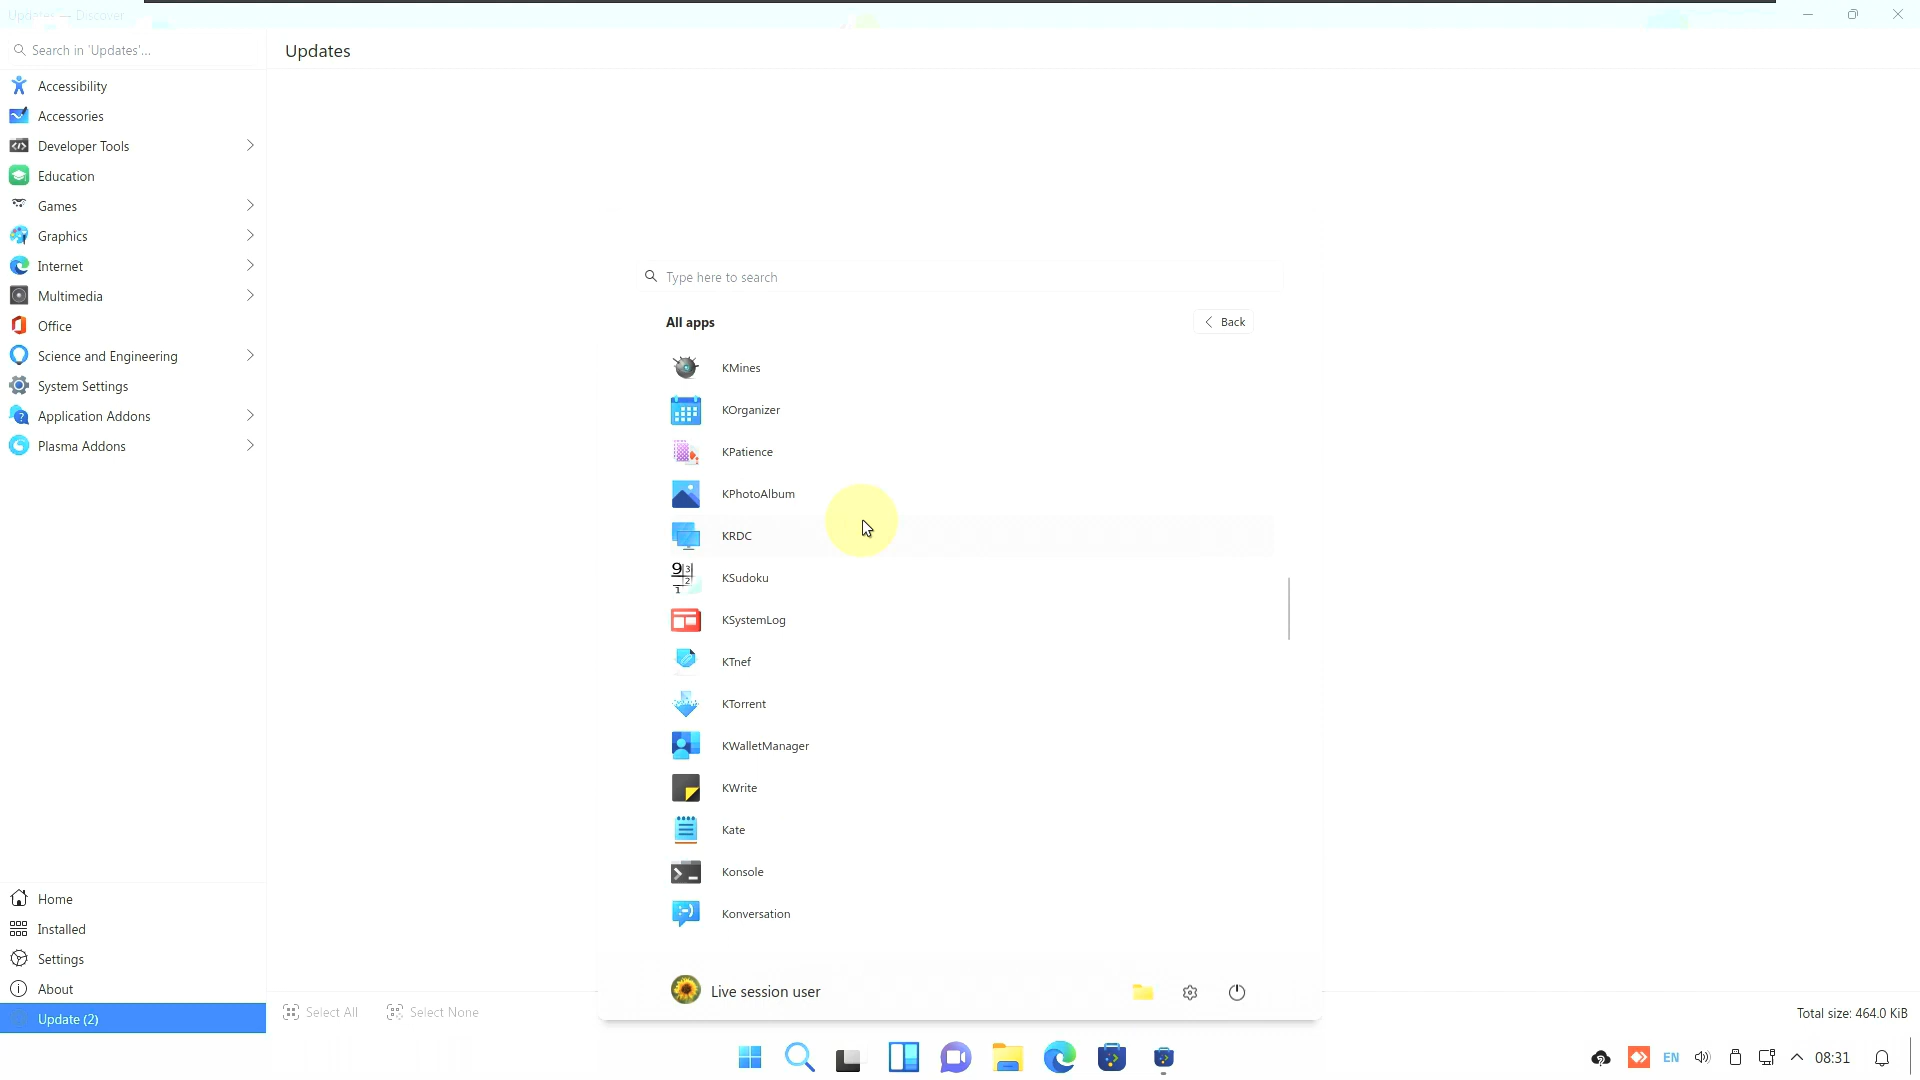 Updates — Discover
Search in 'Updates'...
Updates
Accessibility
Accessories
Developer Tools
Education
Games
Graphics
Internet
Multimedia
Office
Science and Engineering
System Settings
Application Addons
Plasma Addons
Type here to search
All apps
Back
KMines
KOrganizer
KPatience
KPhotoAlbum
KRDC
KSudoku
KSystemLog
KTnef
KTorrent
KWalletManager
KWrite
Kate
Konsole
Konversation
Live session user
Home
Installed
Settings
About
Update (2)
Select All
Select None
Total size: 464.0 KiB
EN
08:31